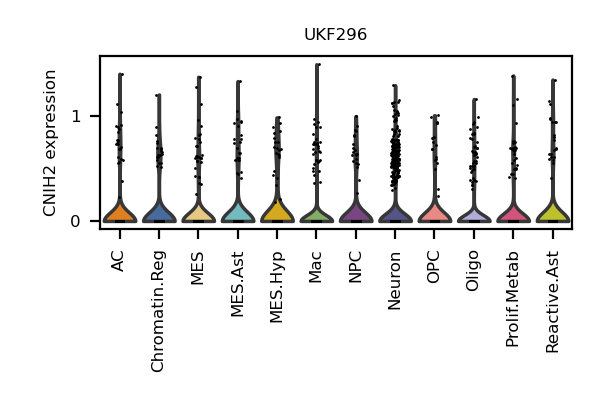 UKF296
CNIH2 expression
1
0
AC
Chromatin.Reg
MES
MES.Ast
MES.Hyp
Mac
NPC
Neuron
OPC
Oligo
Prolif.Metab
Reactive.Ast